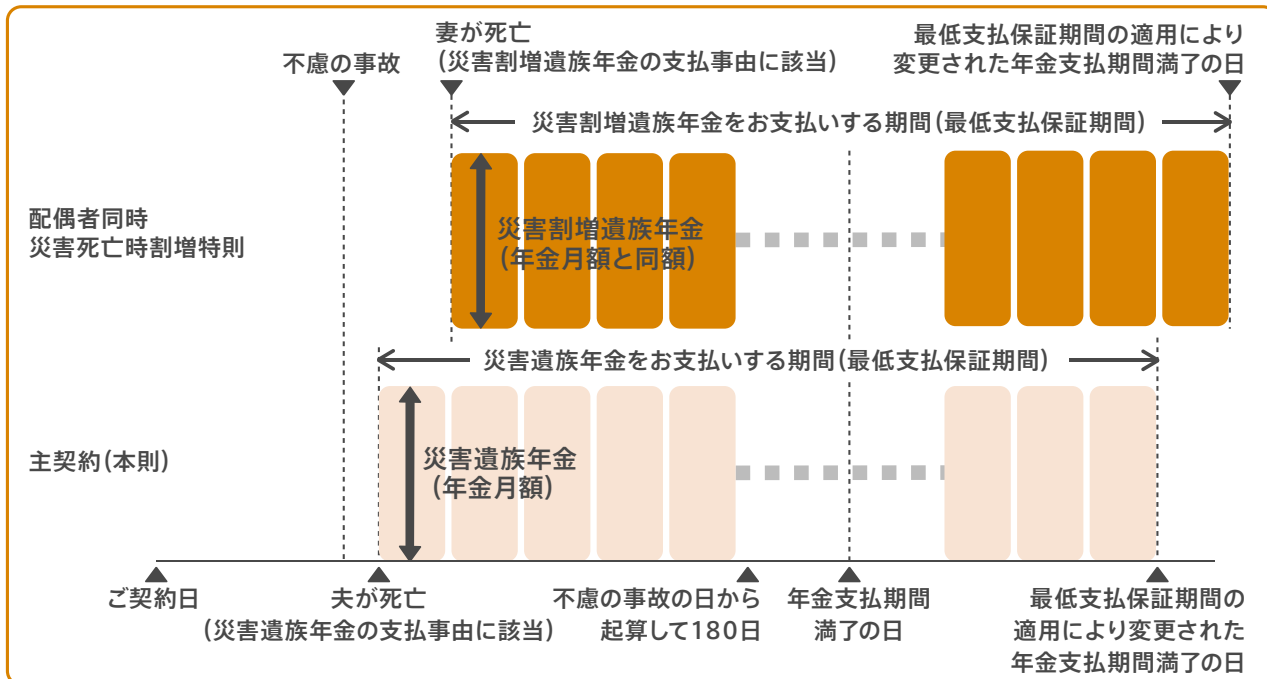 不慮の事故
妻が死亡
(災害割増遺族年金の支払事由に該当)
最低支払保証期間の適用により
変更された年金支払期間満了の日
災害割増遺族年金をお支払いする期間(最低支払保証期間)
配偶者同時
災害死亡時割増特則
災害割増遺族年金
(年金月額と同額)
災害遺族年金をお支払いする期間(最低支払保証期間)
主契約(本則)
災害遺族年金
(年金月額)
ご契約日
夫が死亡
(災害遺族年金の支払事由に該当)
不慮の事故の日から
起算して180日
年金支払期間
満了の日
最低支払保証期間の
適用により変更された
年金支払期間満了の日